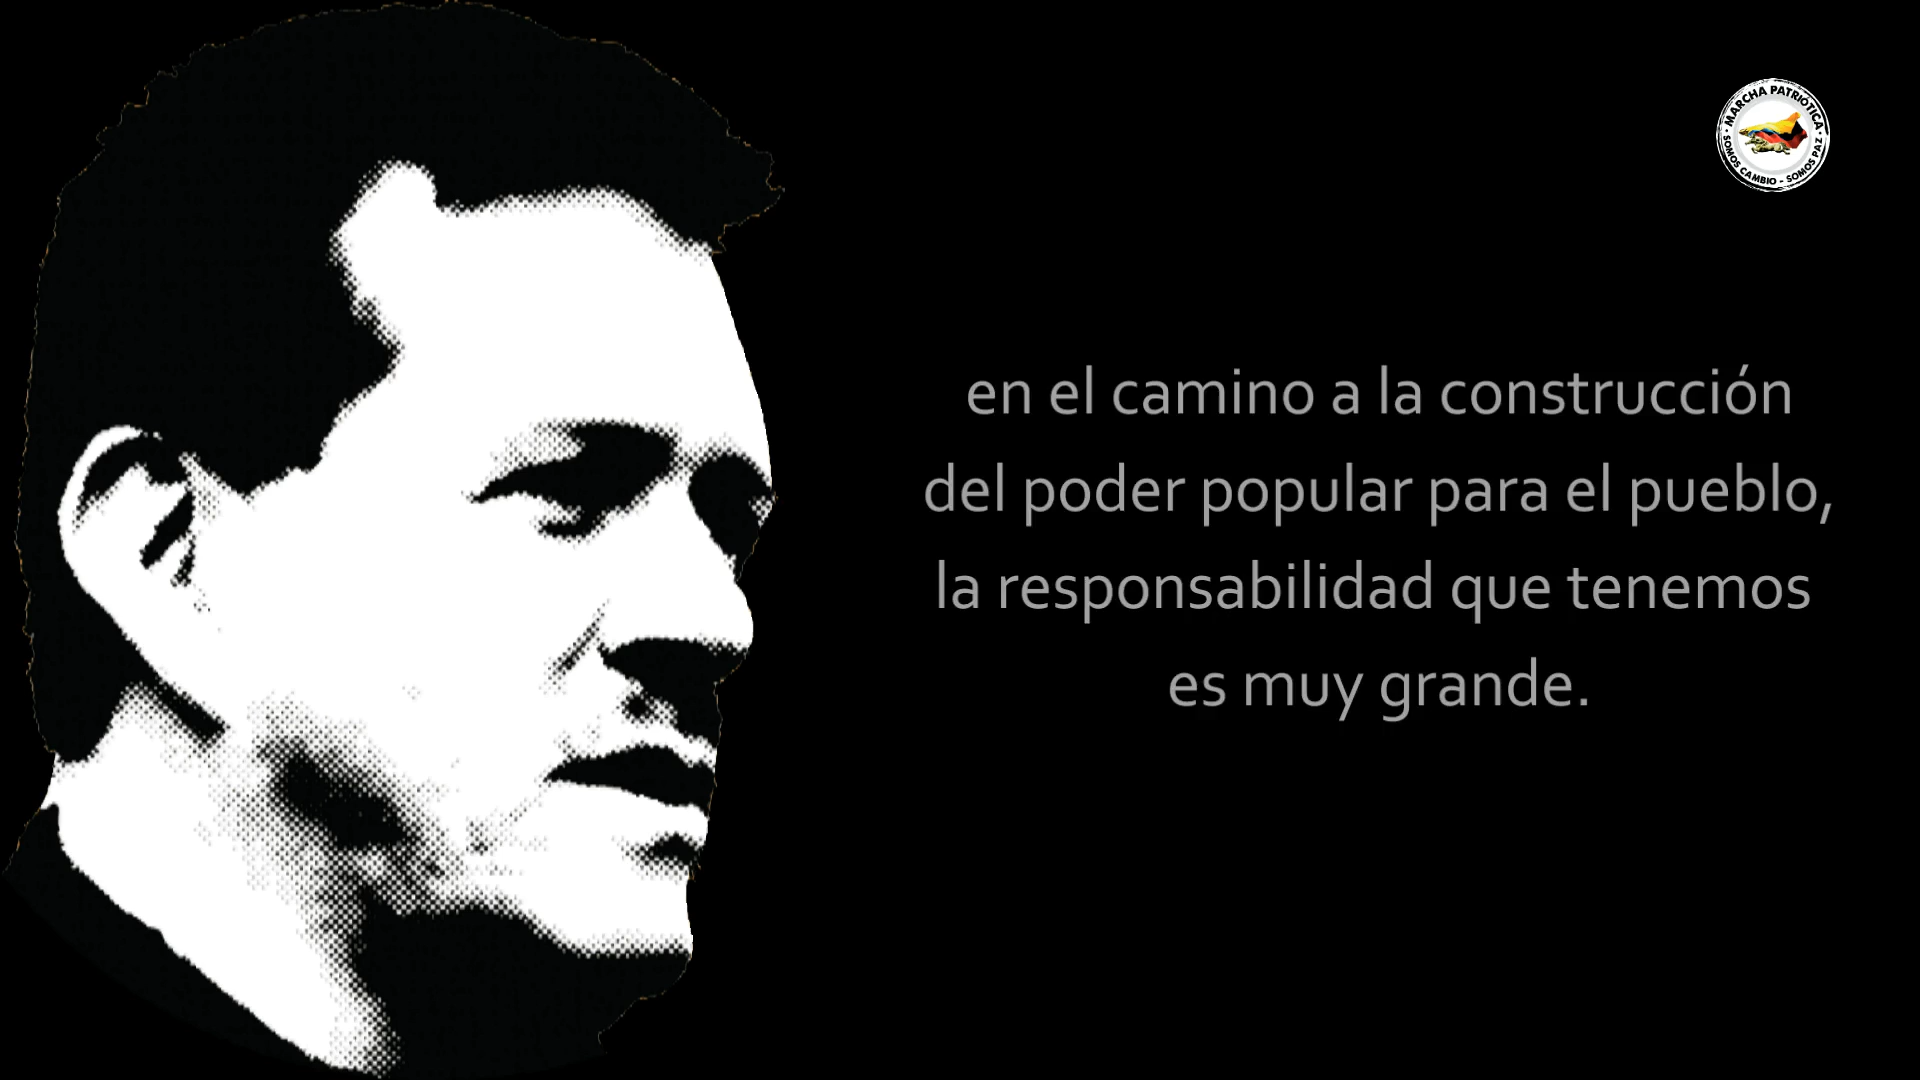 MARCHA PATRIÓTICA
SOMOS CAMBIO - SOMOS PAZ
en el camino a la construcción
del poder popular para el pueblo,
la responsabilidad que tenemos
es muy grande.